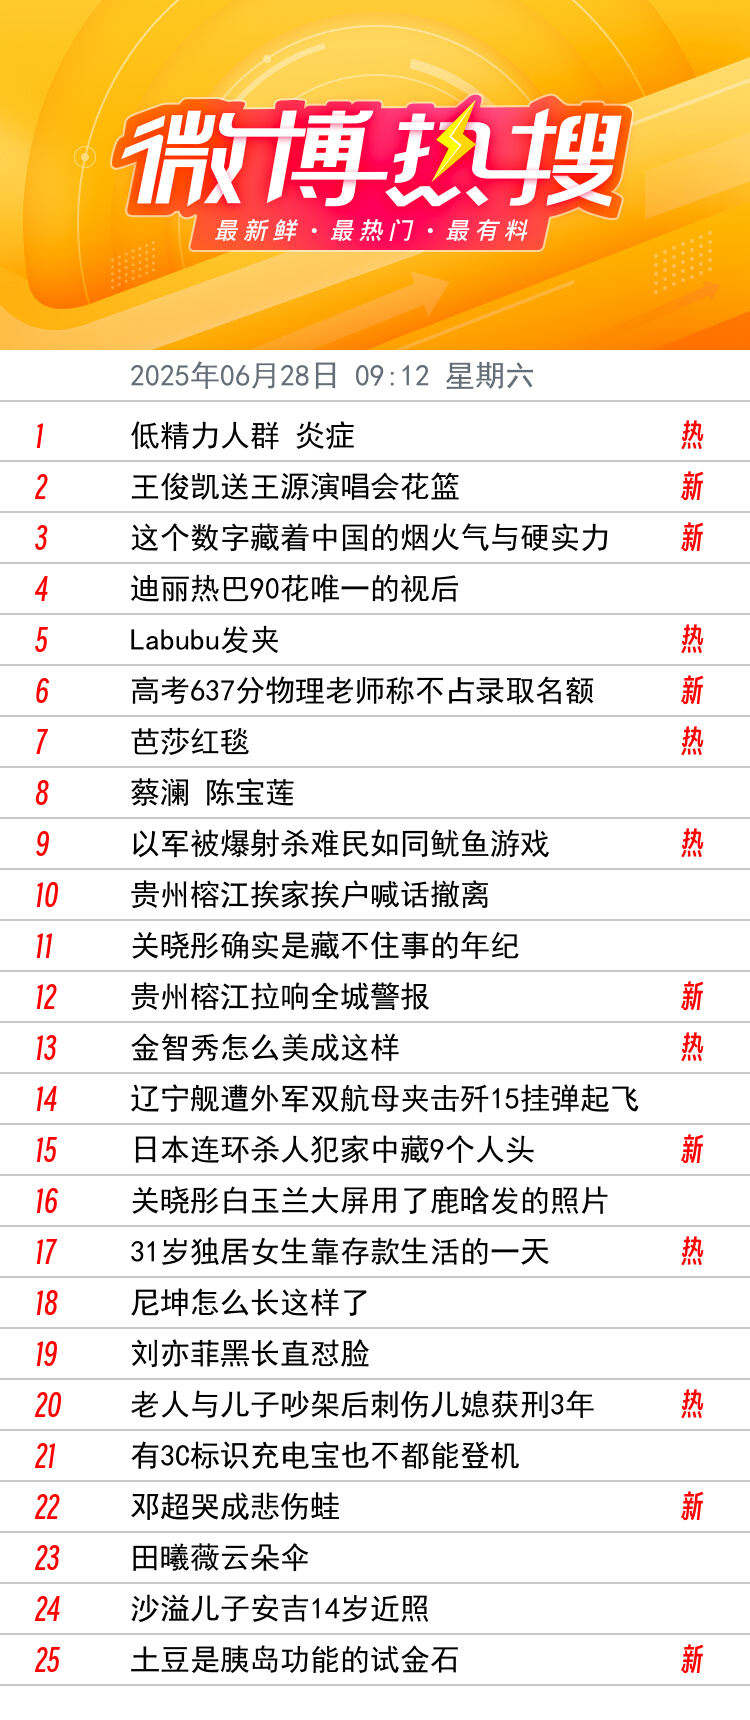 微博热搜
最新鲜·最热门·最有料
2025年06月28日 09:12 星期六
1 低精力人群 炎症 热
2 王俊凯送王源演唱会花篮 新
3 这个数字藏着中国的烟火气与硬实力 新
4 迪丽热巴90花唯一的视后
5 Labubu发夹 热
6 高考637分物理老师称不占录取名额 新
7 芭莎红毯 热
8 蔡澜 陈宝莲
9 以军被爆射杀难民如同鱿鱼游戏 热
10 贵州榕江挨家挨户喊话撤离
11 关晓彤确实是藏不住事的年纪
12 贵州榕江拉响全城警报 新
13 金智秀怎么美成这样 热
14 辽宁舰遭外军双航母夹击歼15挂弹起飞
15 日本连环杀人犯家中藏9个人头 新
16 关晓彤白玉兰大屏用了鹿晗发的照片
17 31岁独居女生靠存款生活的一天 热
18 尼坤怎么长这样了
19 刘亦菲黑长直怼脸
20 老人与儿子吵架后刺伤儿媳获刑3年 热
21 有3C标识充电宝也不都能登机
22 邓超哭成悲伤蛙 新
23 田曦薇云朵伞
24 沙溢儿子安吉14岁近照
25 土豆是胰岛功能的试金石 新